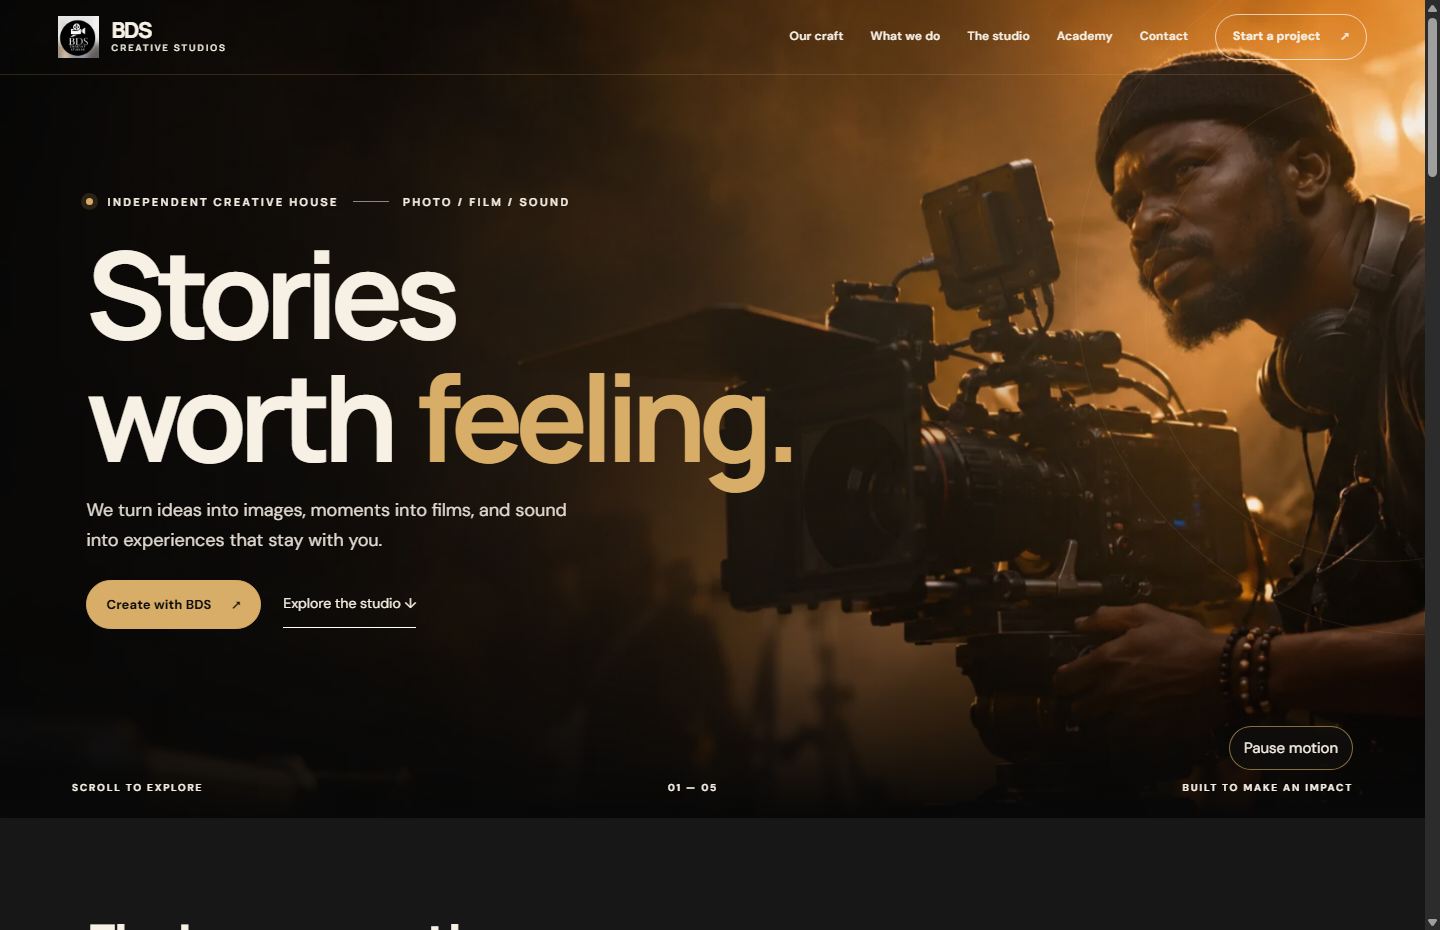 BDS
CREATIVE STUDIOS
BDS
Our craft
What we do
The studio
Academy
Contact
Start a project ↗
INDEPENDENT CREATIVE HOUSE — PHOTO / FILM / SOUND
Stories
worth feeling.
We turn ideas into images, moments into films, and sound
into experiences that stay with you.
Create with BDS ↗
Explore the studio ↓
Pause motion
SCROLL TO EXPLORE
01 — 05
BUILT TO MAKE AN IMPACT